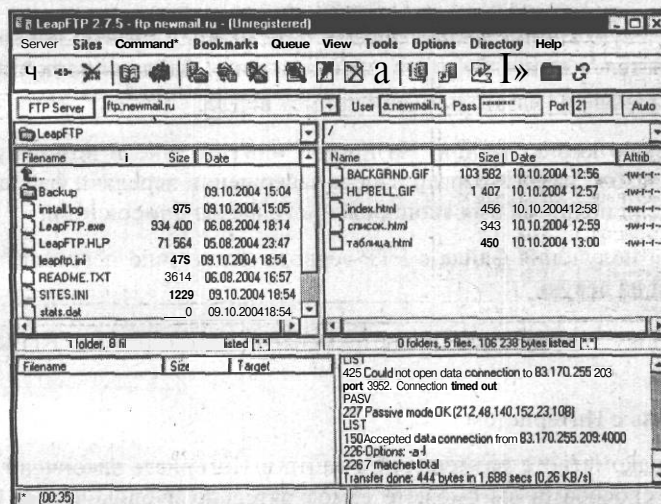 LeapFTP 2.7.5 - ftp.newmail.ru - (Unregistered)
Server Sites Command* Bookmarks Queue View Tools Options Directory Help
FTP Server ftp.newmail.ru User a.newmail.r Pass ******** Port 21 Auto
LeapFTP
/
Filename i Size Date
Backup 09.10.2004 15:04
install.log 975 09.10.2004 15:05
LeapFTP.exe 934 400 06.08.2004 18:14
LeapFTP.HLP 71 564 05.08.2004 23:47
leapftp.ini 47S 09.10.2004 18:54
README.TXT 3614 06.08.2004 16:57
SITES.INI 1229 09.10.2004 18:54
stats.dat 0 09.10.200418:54
1 folder, 8 fil listed [*.*]
Name Size Date Attrib
BACKGRND.GIF 103 582 10.10.2004 12:56 -rw-r--r--
HLPBELL.GIF 407 10.10.2004 12:57 -rw-r--r--
index.html 456 10.10.200412:58 -rw-r--r--
список.html 343 10.10.2004 12:59 -rw-r--r--
таблица.html 450 10.10.2004 13:00 -rw-r--r--
0 folders, 5 files, 106 238 bytes listed [*.*]
Filename Size Target
LIST
425 Could not open data connection to 83.170.255 203
port 3952. Connection timed out
PASV
227 Passive mode OK (212,48,140,152,23,108)
LIST
150Accepted data connection from 83.170.255.209:4000
226-Options: -a -l
226 7 matches total
Transfer done: 444 bytes in 1,688 secs (0,26 KB/s)
(00:35)